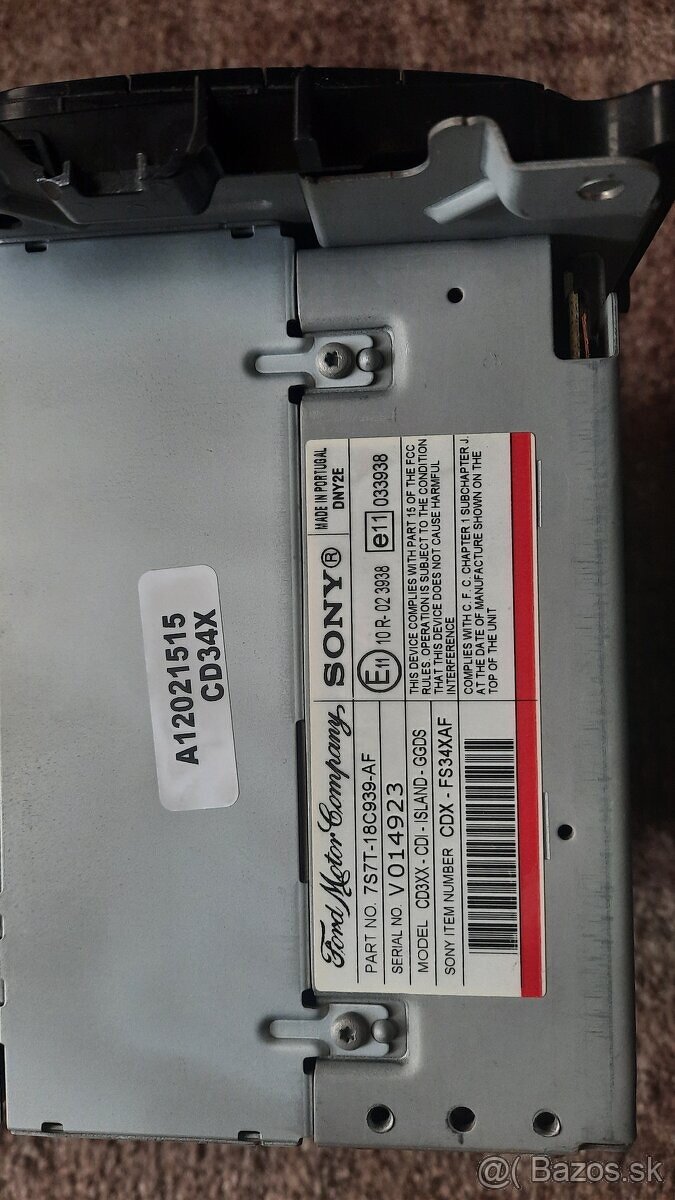 A12021515
CD34X
Ford Motor Company
SONY®
MADE IN PORTUGAL
DNY2E
PART NO. 7S7T-18C939-AF
SERIAL NO. V 014923
MODEL CD3XX - CDI - ISLAND - GGDS
SONY ITEM NUMBER CDX - FS34XAF
E11 10 R- 02 3938 e11 033938
THIS DEVICE COMPLIES WITH PART 15 OF THE FCC
RULES. OPERATION IS SUBJECT TO THE CONDITION
THAT THIS DEVICE DOES NOT CAUSE HARMFUL
INTERFERENCE
COMPLIES WITH C. F. C. CHAPTER 1 SUBCHAPTER J.
AT THE DATE OF MANUFACTURE SHOWN ON THE
TOP OF THE UNIT
@( Bazos.sk